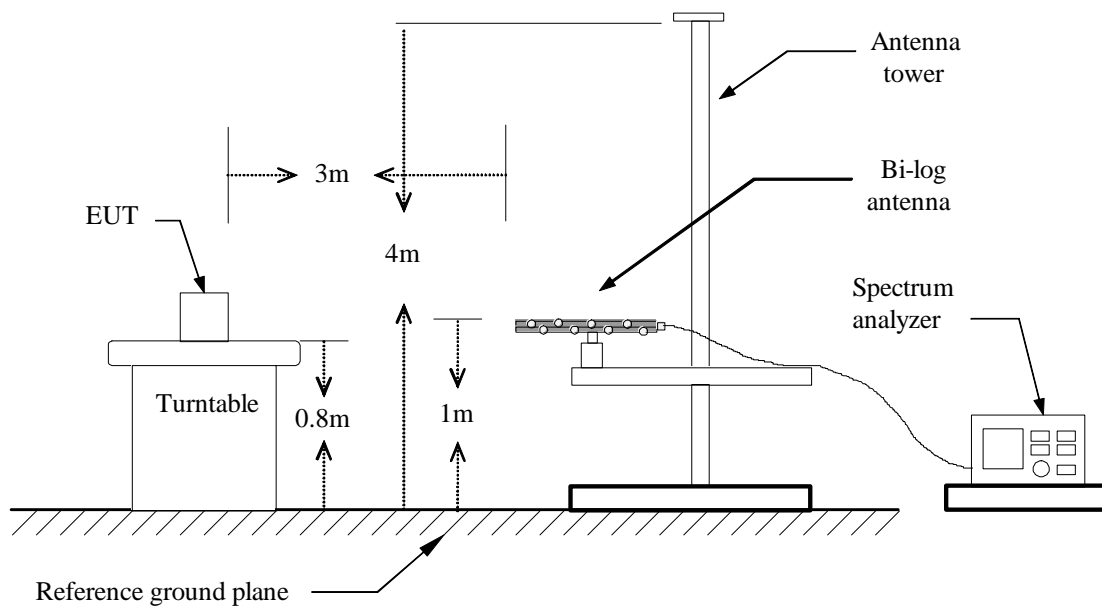 Antenna
tower
3m
Bi-log
antenna
EUT
4m
Spectrum
analyzer
Turntable
0.8m
1m
Reference ground plane